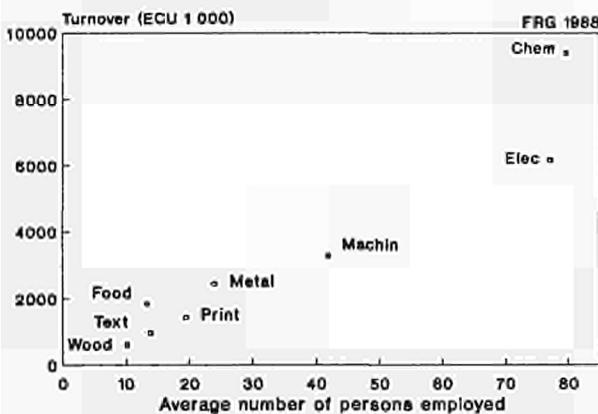 Turnover (ECU 1 000) FRG 1988
10000
Chem
8000
Elec
6000
4000
Machin
Metal
Food
2000
Print
Text
Wood
0
0 10 20 30 40 50 60 70 80
Average number of persons employed